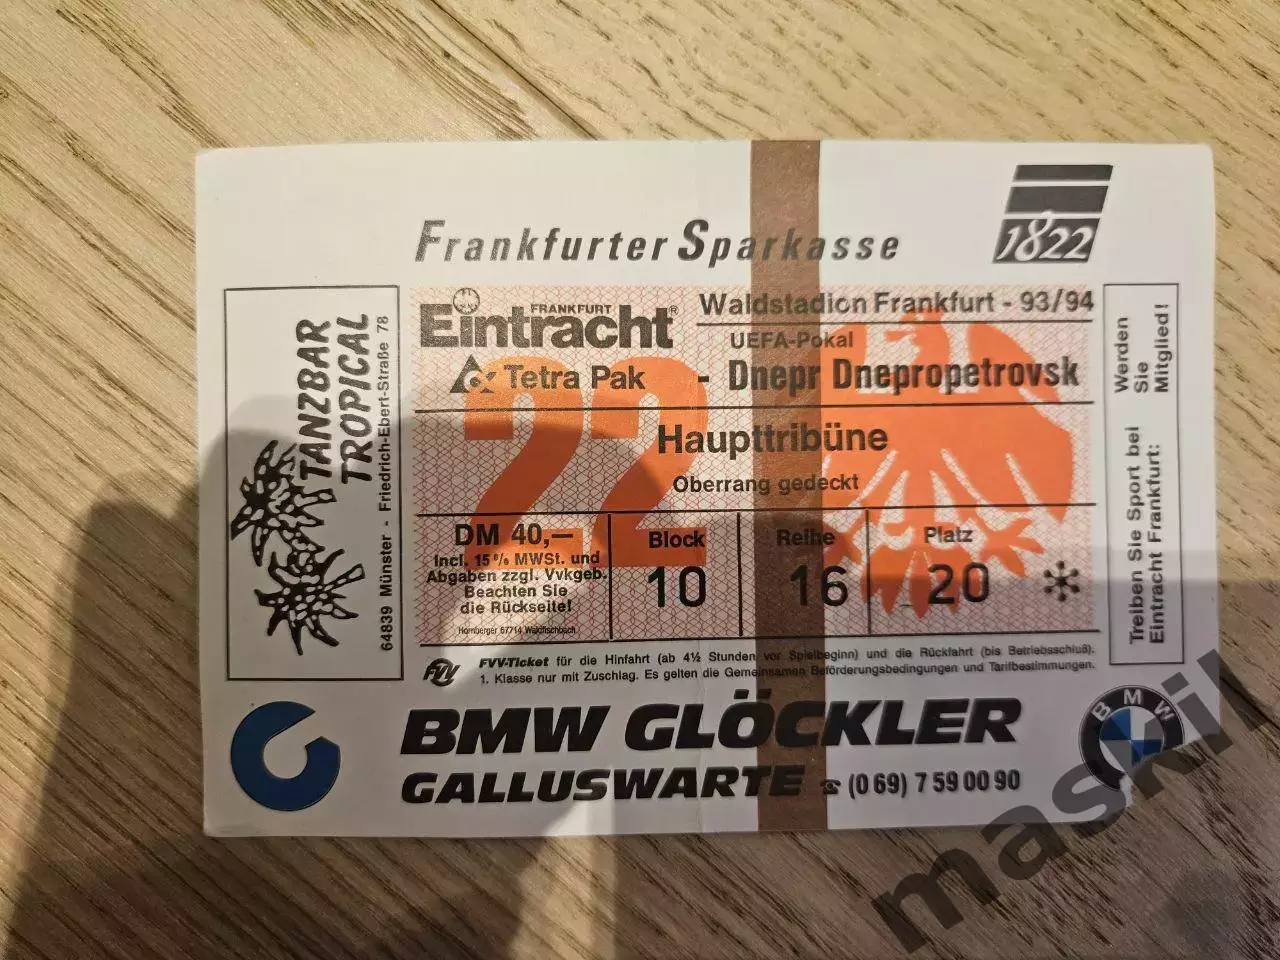 Frankfurter Sparkasse
1822
TANZBAR
TROPICAL
64839 Münster - Friedrich-Ebert-Straße 78
FRANKFURT
Eintracht®
Tetra Pak
Waldstadion Frankfurt - 93/94
UEFA-Pokal
- Dnepr Dnepropetrovsk
22
Haupttribüne
Oberrang gedeckt
DM 40,—
Incl. 15% MWSt. und
Abgaben zzgl. Vvkgeb.
Beachten Sie
die Rückseite!
Hornberger 67714 Waldfischbach
Block
10
Reihe
16
Platz
20
Werden
Sie
Mitglied!
Treiben Sie Sport bei
Eintracht Frankfurt:
FVV
FVV-Ticket für die Hinfahrt (ab 4½ Stunden vor Spielbeginn) und die Rückfahrt (bis Betriebsschluß).
1. Klasse nur mit Zuschlag. Es gelten die Gemeinsamen Beförderungsbedingungen und Tarifbestimmungen.
BMW GLÖCKLER
GALLUSWARTE ☎ (0 69) 7 59 00 90
BMW
maskil